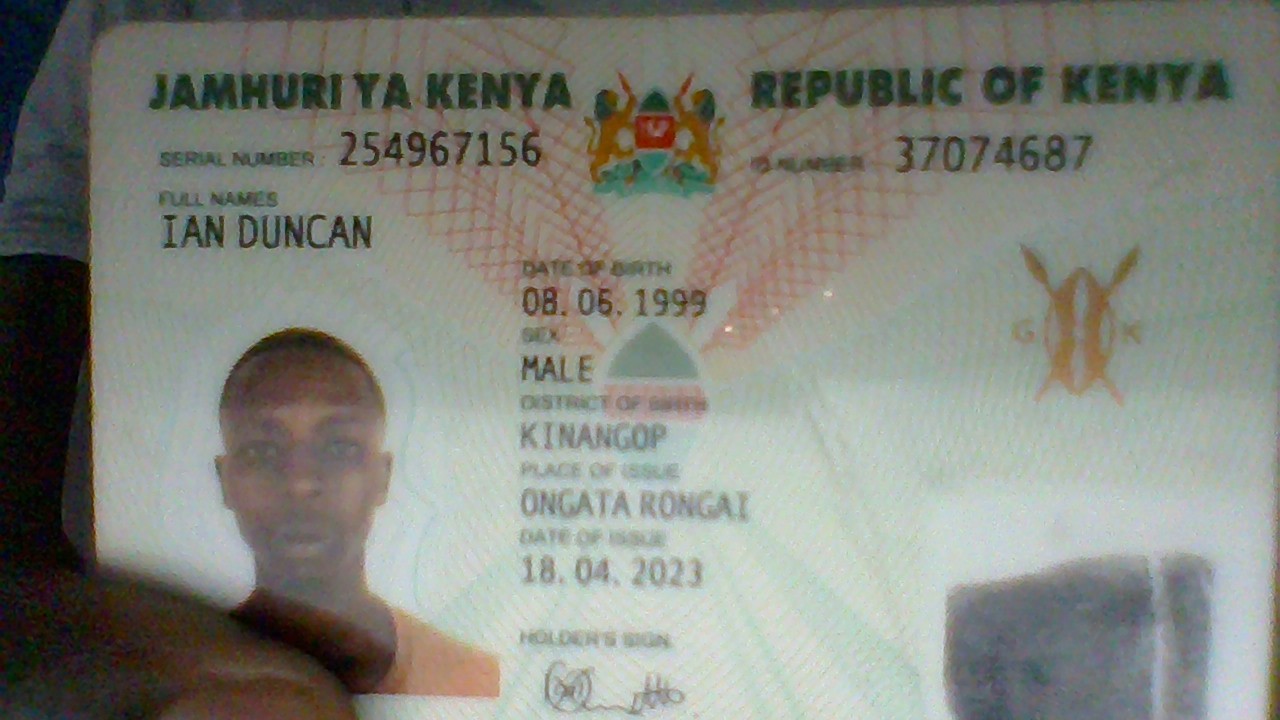 JAMHURI YA KENYA
REPUBLIC OF KENYA
SERIAL NUMBER : 254967156
ID NUMBER 37074687
FULL NAMES
IAN DUNCAN
DATE OF BIRTH
08. 06. 1999
SEX
MALE
DISTRICT OF BIRTH
KINANGOP
PLACE OF ISSUE
ONGATA RONGAI
DATE OF ISSUE
18. 04. 2023
HOLDER'S SIGN.
G K